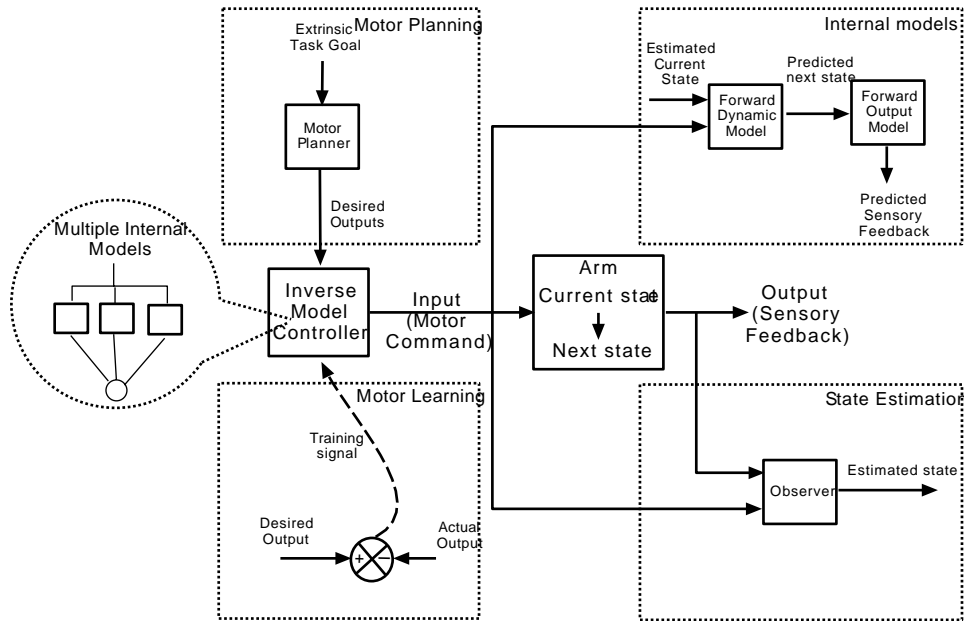 Motor Planning
Extrinsic
Task Goal
Motor
Planner
Desired
Outputs
Internal models
Estimated
Current
State
Predicted
next state
Forward
Dynamic
Model
Forward
Output
Model
Predicted
Sensory
Feedback
Multiple Internal
Models
Inverse
Model
Controller
Input
(Motor
Command)
Arm
Current state
Next state
Output
(Sensory
Feedback)
Motor Learning
Training
signal
Desired
Output
+
−
Actual
Output
State Estimation
Observer
Estimated state